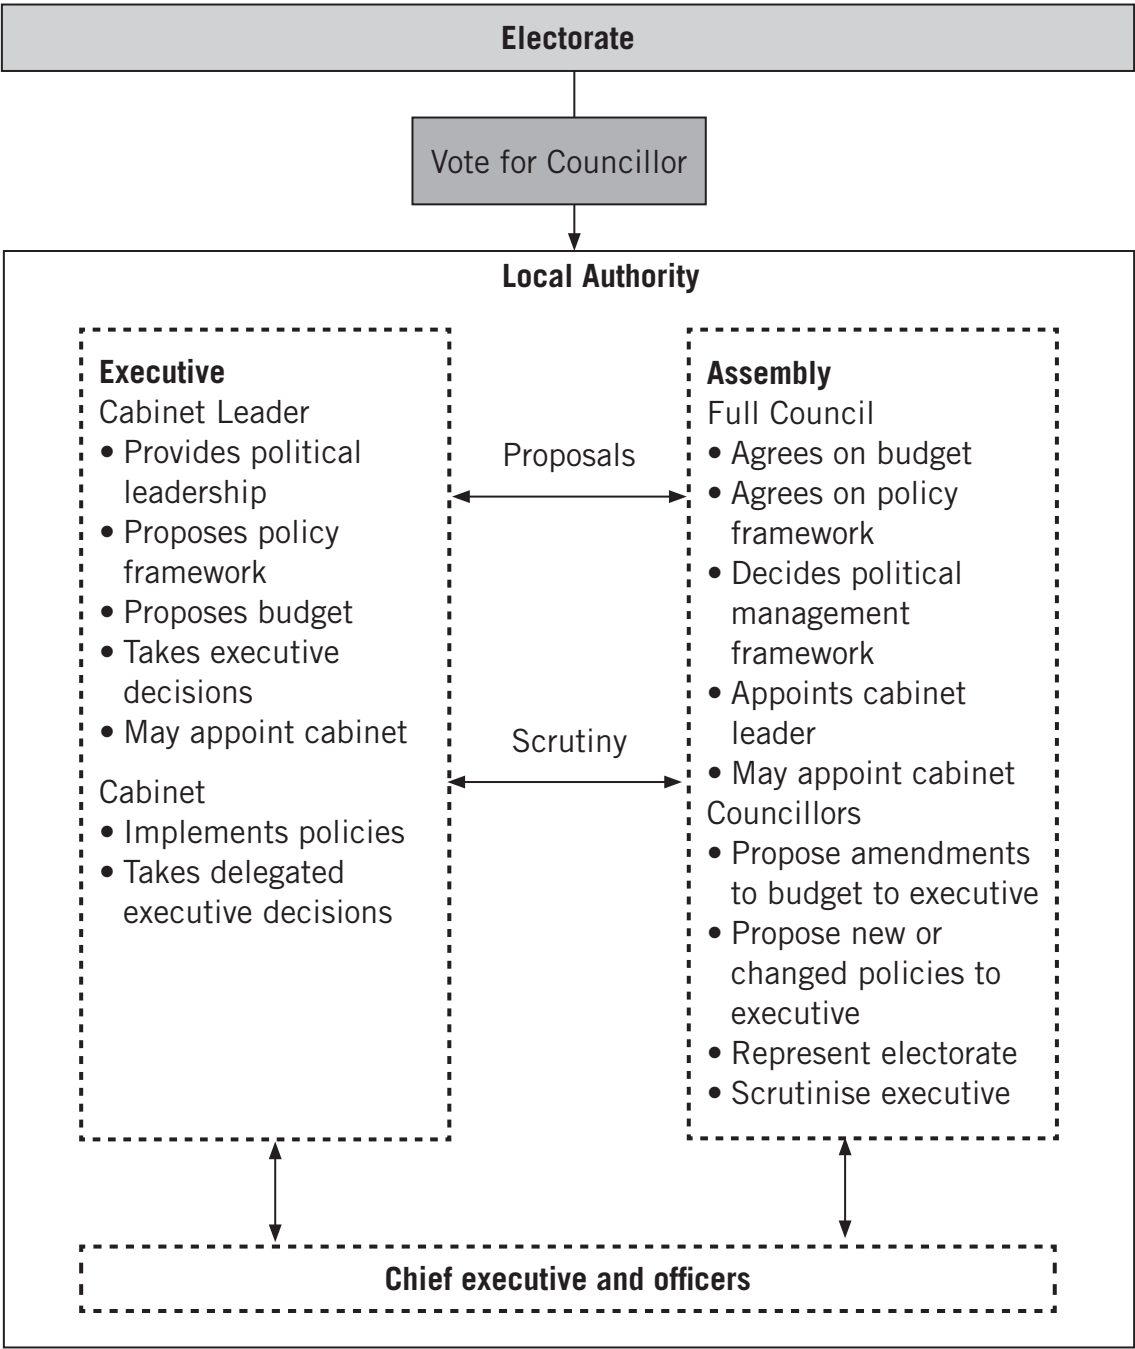 Electorate
Vote for Councillor
Local Authority
Executive
Cabinet Leader
• Provides political
leadership
• Proposes policy
framework
• Proposes budget
• Takes executive
decisions
• May appoint cabinet
Cabinet
• Implements policies
• Takes delegated
executive decisions
Proposals
Scrutiny
Assembly
Full Council
• Agrees on budget
• Agrees on policy
framework
• Decides political
management
framework
• Appoints cabinet
leader
• May appoint cabinet
Councillors
• Propose amendments
to budget to executive
• Propose new or
changed policies to
executive
• Represent electorate
• Scrutinise executive
Chief executive and officers